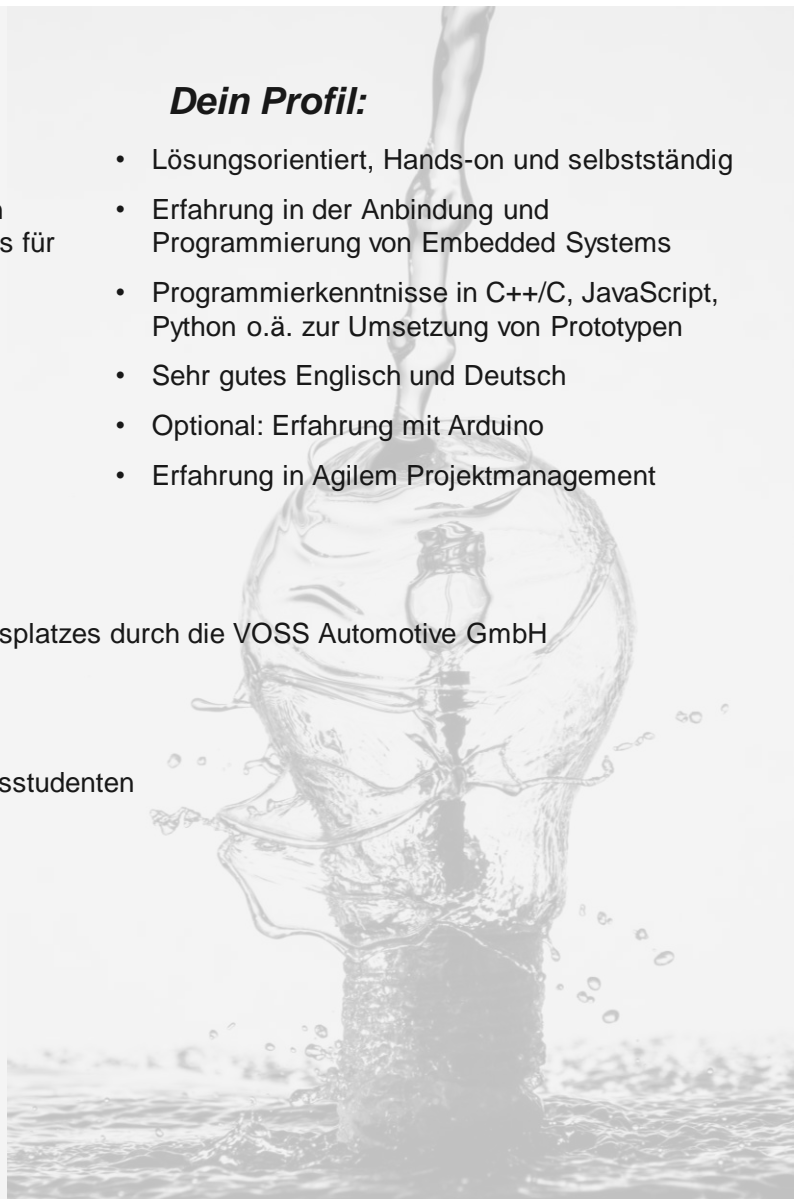 Dein Profil:
• Lösungsorientiert, Hands-on und selbstständig
n
• Erfahrung in der Anbindung und
s für
Programmierung von Embedded Systems
• Programmierkenntnisse in C++/C, JavaScript,
Python o.ä. zur Umsetzung von Prototypen
• Sehr gutes Englisch und Deutsch
• Optional: Erfahrung mit Arduino
• Erfahrung in Agilem Projektmanagement
splatzes durch die VOSS Automotive GmbH
sstudenten